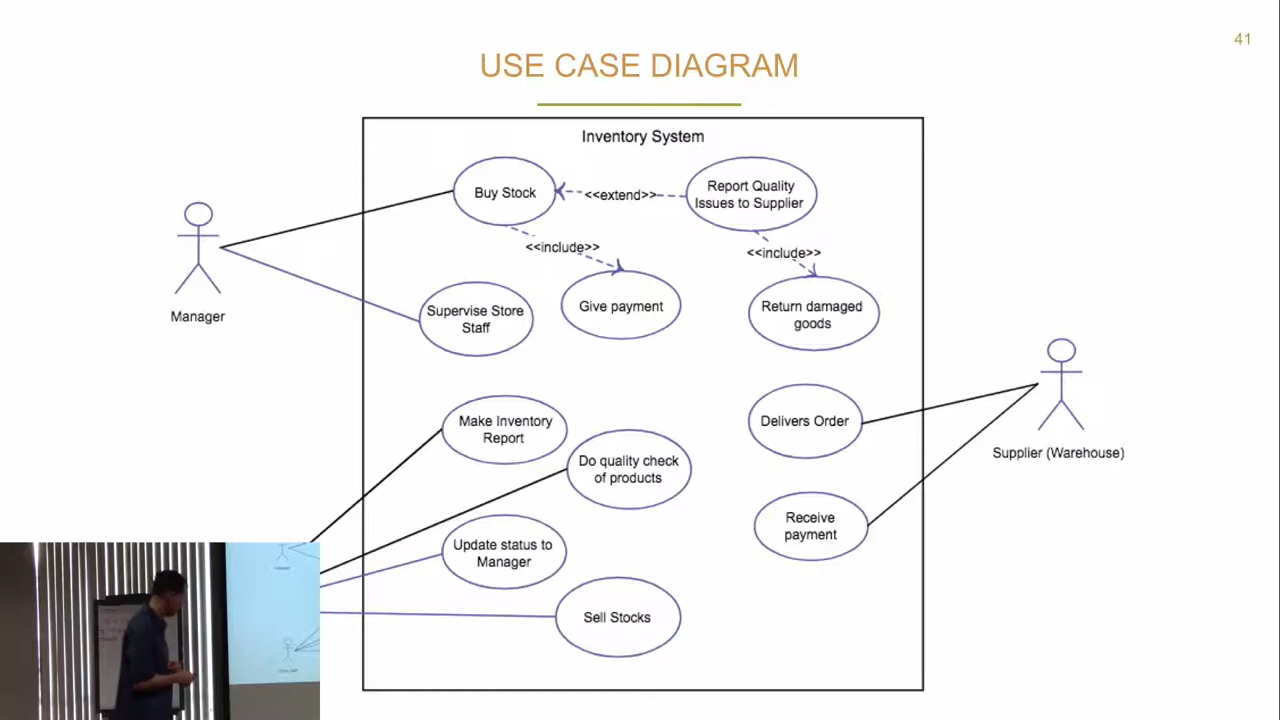 41
USE CASE DIAGRAM
Inventory System
Buy Stock
<<extend>>
Report Quality
Issues to Supplier
<<include>>
<<include>>
Manager
Supervise Store
Staff
Give payment
Return damaged
goods
Make Inventory
Report
Do quality check
of products
Delivers Order
Supplier (Warehouse)
Update status to
Manager
Receive
payment
Sell Stocks